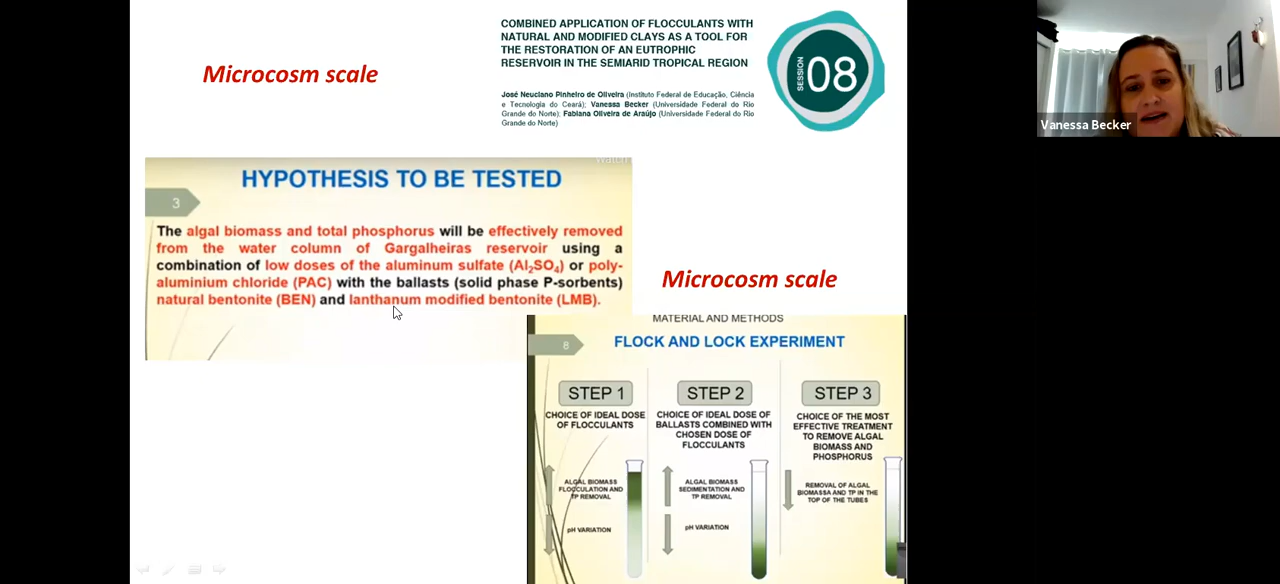 Microcosm scale
COMBINED APPLICATION OF FLOCCULANTS WITH
NATURAL AND MODIFIED CLAYS AS A TOOL FOR
THE RESTORATION OF AN EUTROPHIC
RESERVOIR IN THE SEMIARID TROPICAL REGION
José Neuciano Pinheiro de Oliveira (Instituto Federal de Educação, Ciência
e Tecnologia do Ceará); Vanessa Becker (Universidade Federal do Rio
Grande do Norte); Fabiana Oliveira de Araújo (Universidade Federal do Rio
Grande do Norte)
SESSION
08
Vanessa Becker
Watch
HYPOTHESIS TO BE TESTED
3
The algal biomass and total phosphorus will be effectively removed
from the water column of Gargalheiras reservoir using a
combination of low doses of the aluminum sulfate (Al₂SO₄) or poly-
aluminium chloride (PAC) with the ballasts (solid phase P-sorbents)
natural bentonite (BEN) and lanthanum modified bentonite (LMB).
Microcosm scale
MATERIAL AND METHODS
8
FLOCK AND LOCK EXPERIMENT
STEP 1
CHOICE OF IDEAL DOSE
OF FLOCCULANTS
ALGAL BIOMASS
FLOCCULATION AND
TP REMOVAL
pH VARIATION
STEP 2
CHOICE OF IDEAL DOSE OF
BALLASTS COMBINED WITH
CHOSEN DOSE OF
FLOCCULANTS
ALGAL BIOMASS
SEDIMENTATION AND
TP REMOVAL
pH VARIATION
STEP 3
CHOICE OF THE MOST
EFFECTIVE TREATMENT
TO REMOVE ALGAL
BIOMASS AND
PHOSPHORUS
REMOVAL OF ALGAL
BIOMASSA AND TP IN THE
TOP OF THE TUBES